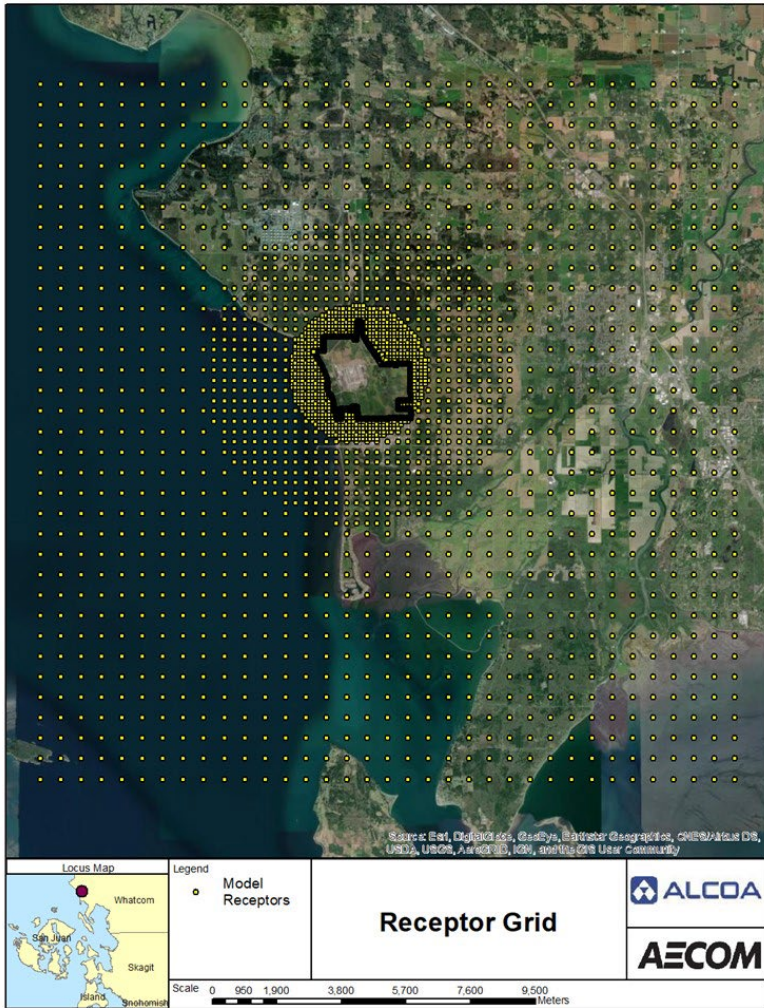 Source: Esri, DigitalGlobe, GeoEye, Earthstar Geographics, CNES/Airbus DS,
USDA, USGS, AeroGRID, IGN, and the GIS User Community
Locus Map
Whatcom
San Juan
Skagit
Island
Snohomish
Legend
Model
Receptors
Receptor Grid
ALCOA
AECOM
Scale 0 950 1,900 3,800 5,700 7,600 9,500
Meters